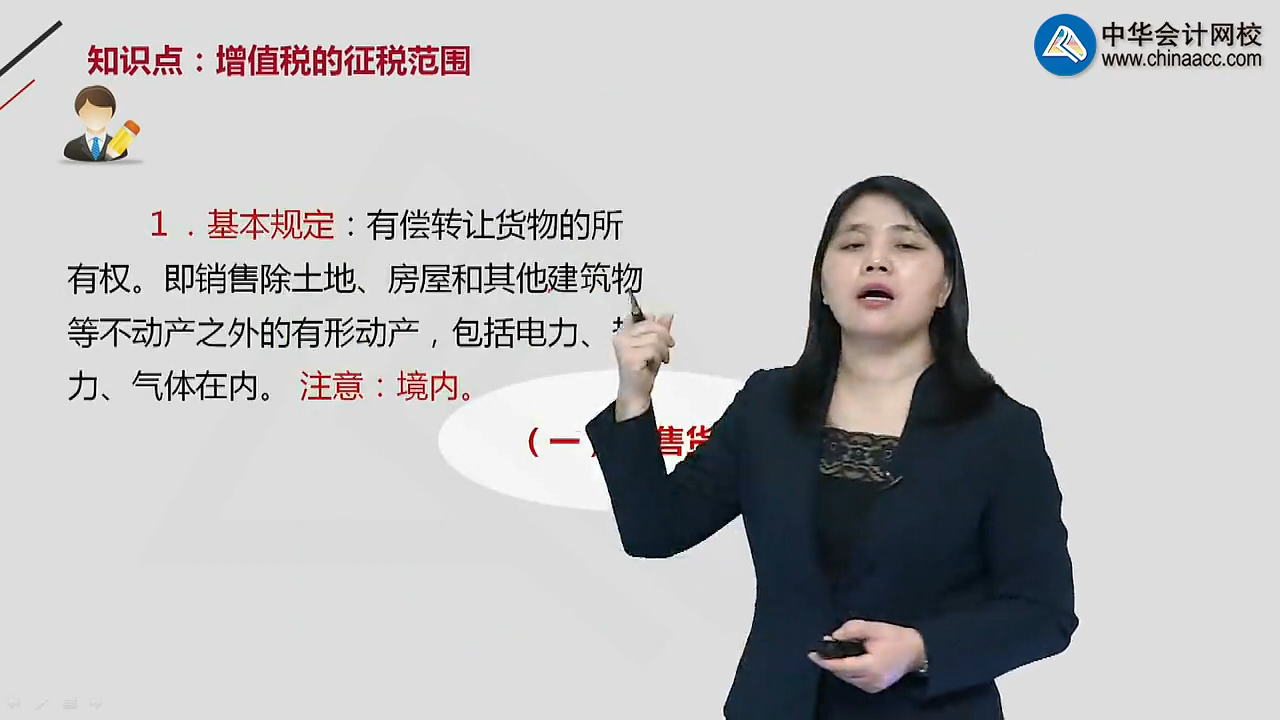 知识点：增值税的征税范围
中华会计网校
www.chinaacc.com
1．基本规定：有偿转让货物的所
有权。即销售除土地、房屋和其他建筑物
等不动产之外的有形动产，包括电力、
力、气体在内。 注意：境内。
（一 售货